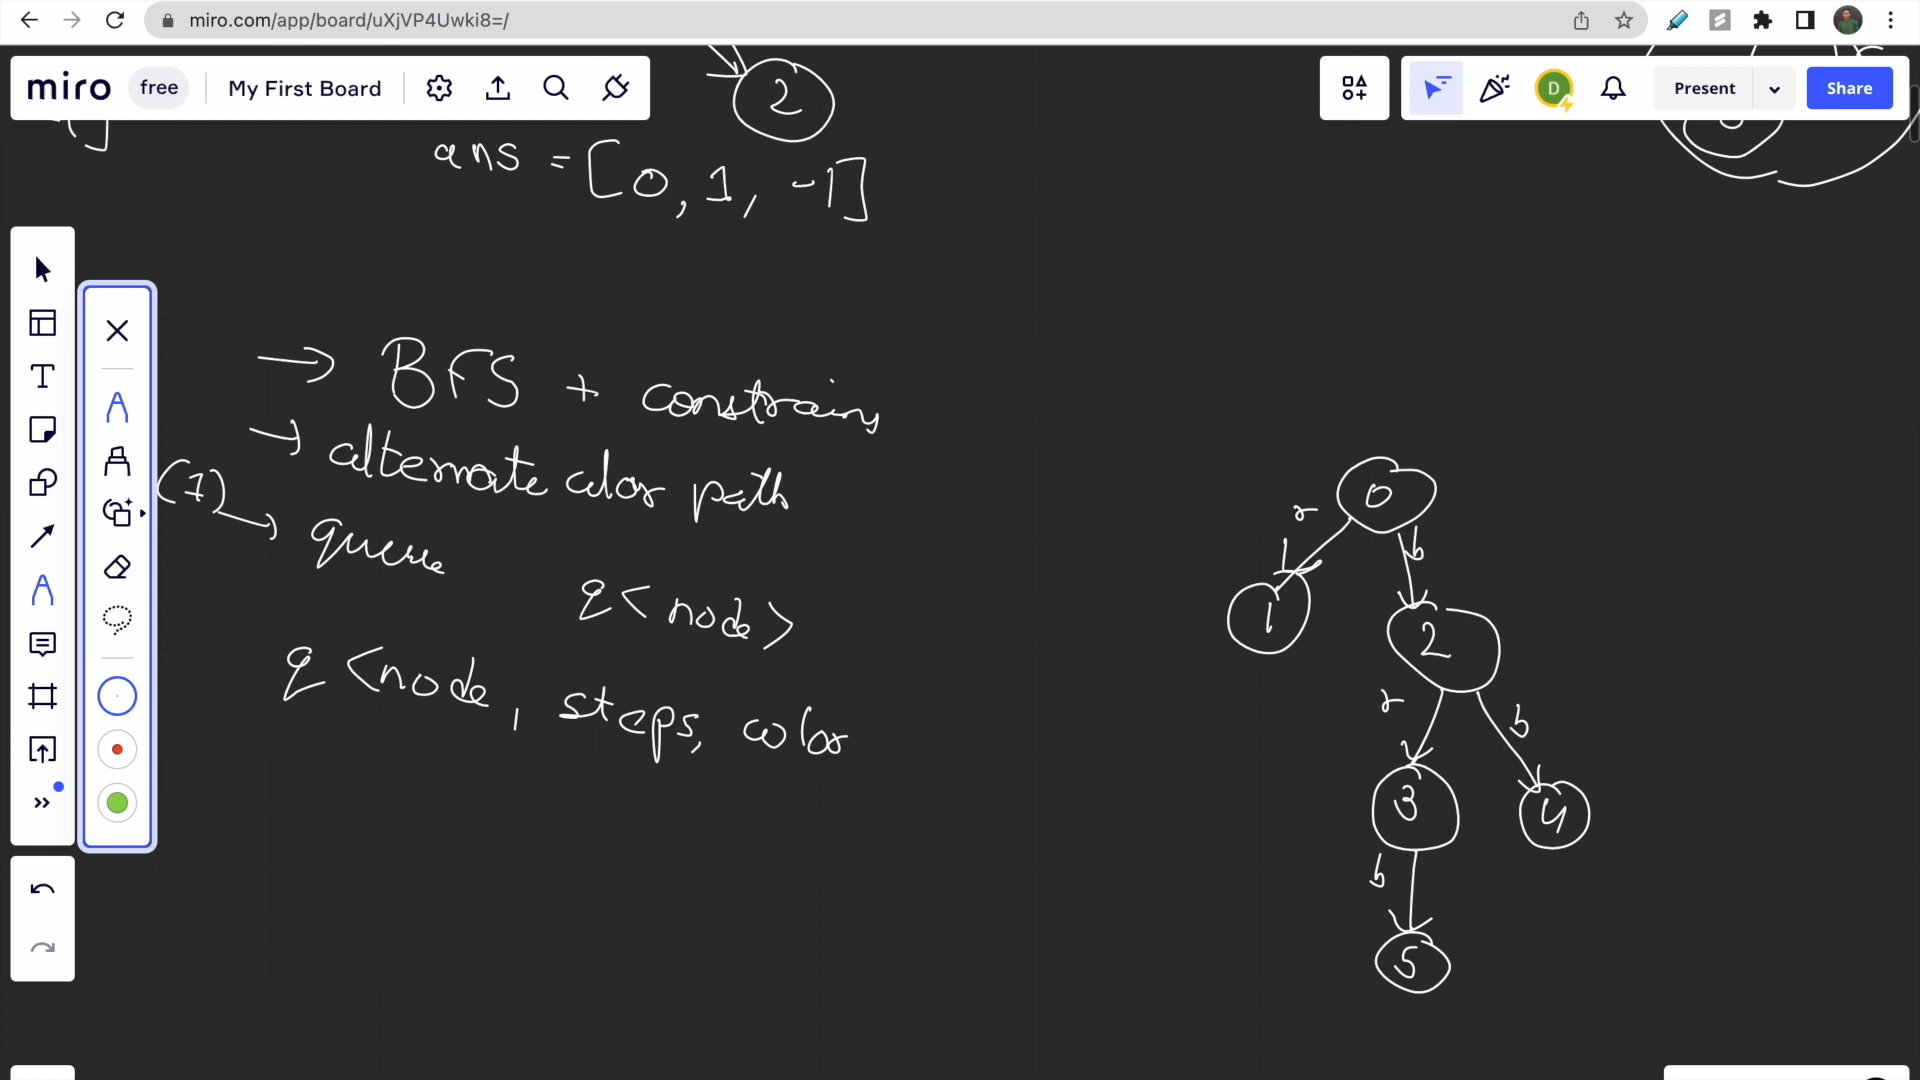 miro.com/app/board/uXjVP4Uwki8=/
miro free My First Board
D Present Share
2
ans = [0, 1, -1]
→ BFS + constrains
→ alternate color path
(1) → queue
q<node>
q<node, steps, color
T
0
r b
1
2
r b
3 4
b
5